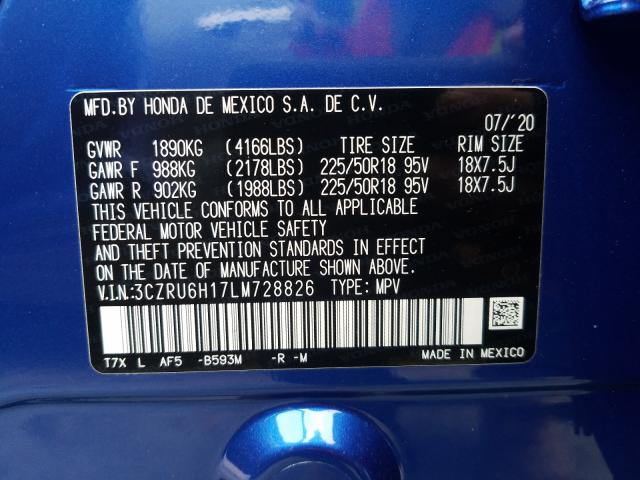 MFD.BY HONDA DE MEXICO S.A. DE C.V.
07/'20
GVWR 1890KG (4166LBS) TIRE SIZE RIM SIZE
GAWR F 988KG (2178LBS) 225/50R18 95V 18X7.5J
GAWR R 902KG (1988LBS) 225/50R18 95V 18X7.5J
THIS VEHICLE CONFORMS TO ALL APPLICABLE
FEDERAL MOTOR VEHICLE SAFETY
AND THEFT PREVENTION STANDARDS IN EFFECT
ON THE DATE OF MANUFACTURE SHOWN ABOVE.
V.I.N:3CZRU6H17LM728826 TYPE: MPV
T7X L AF5 -B593M -R -M MADE IN MEXICO